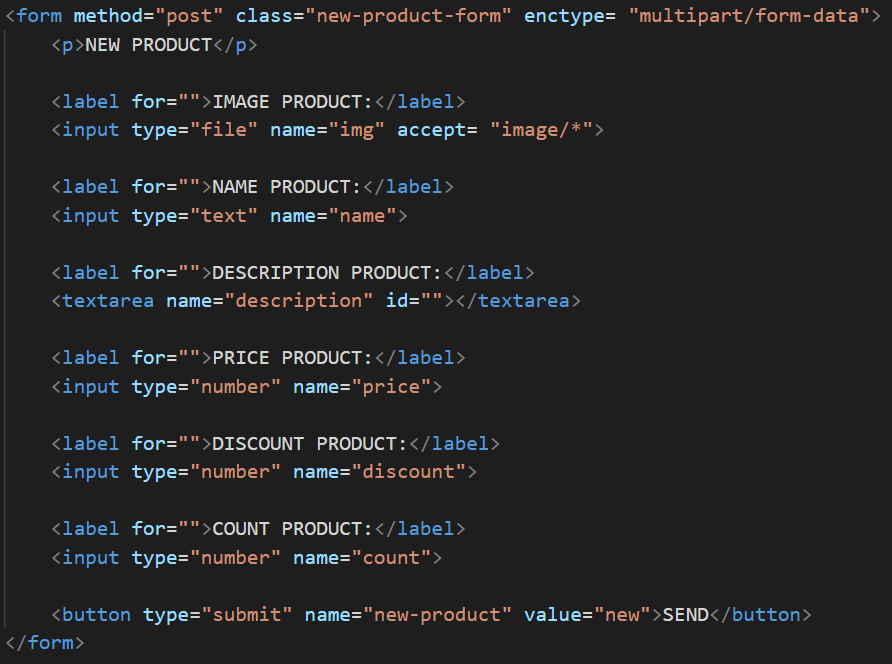 <form method="post" class="new-product-form" enctype= "multipart/form-data">
<p>NEW PRODUCT</p>
<label for="">IMAGE PRODUCT:</label>
<input type="file" name="img" accept= "image/*">
<label for="">NAME PRODUCT:</label>
<input type="text" name="name">
<label for="">DESCRIPTION PRODUCT:</label>
<textarea name="description" id=""></textarea>
<label for="">PRICE PRODUCT:</label>
<input type="number" name="price">
<label for="">DISCOUNT PRODUCT:</label>
<input type="number" name="discount">
<label for="">COUNT PRODUCT:</label>
<input type="number" name="count">
<button type="submit" name="new-product" value="new">SEND</button>
</form>